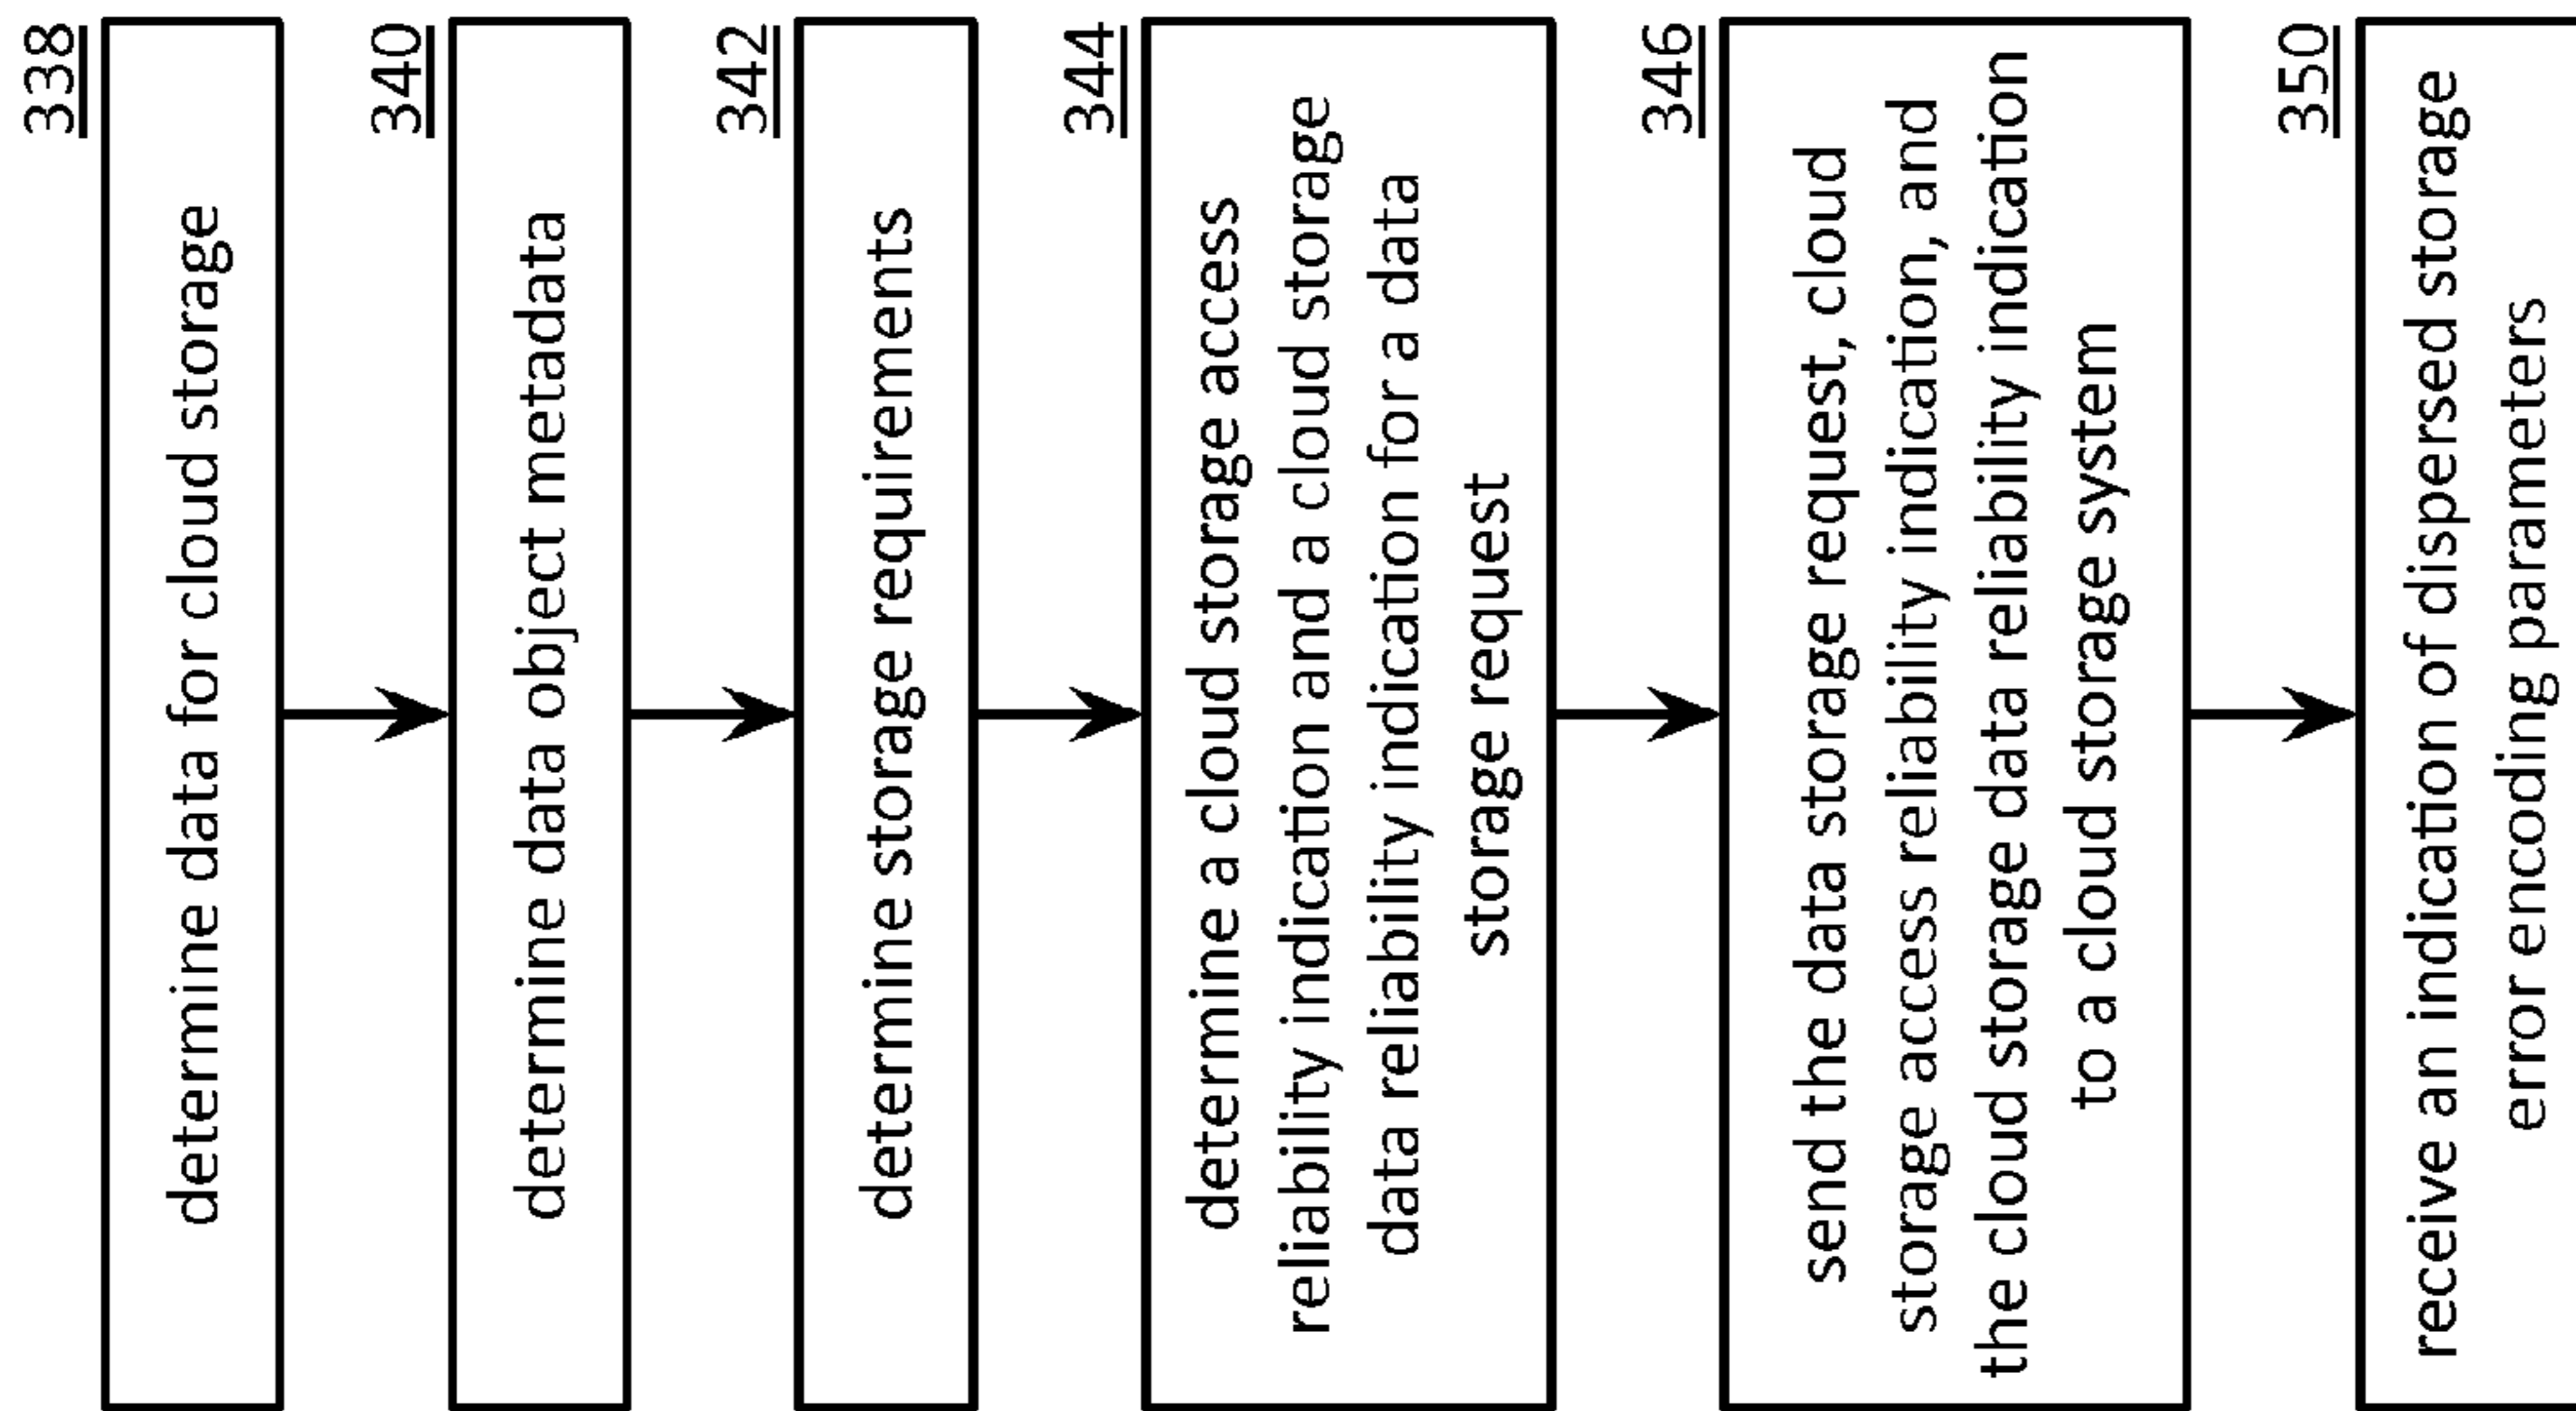 338
determine data for cloud storage
340
determine data object metadata
342
determine storage requirements
344
determine a cloud storage access
reliability indication and a cloud storage
data reliability indication for a data
storage request
346
send the data storage request, cloud
storage access reliability indication, and
the cloud storage data reliability indication
to a cloud storage system
350
receive an indication of dispersed storage
error encoding parameters